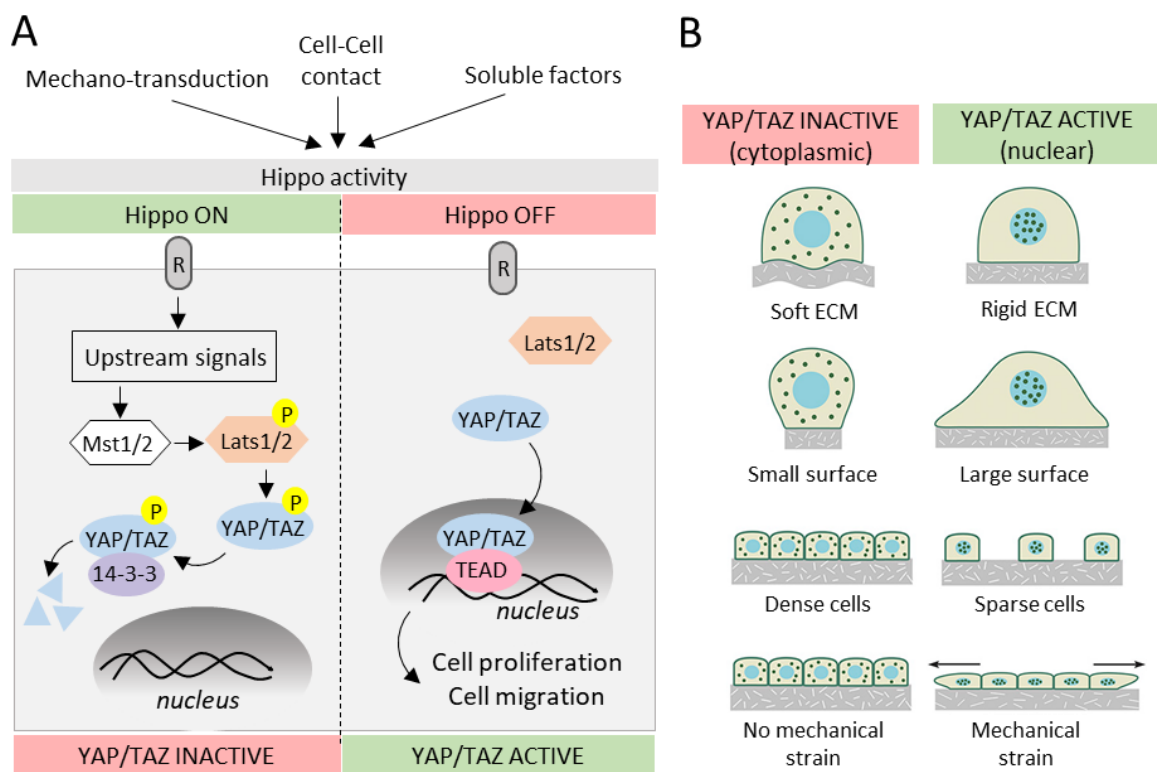 A
Mechano-transduction
Cell-Cell
contact
Soluble factors
Hippo activity
Hippo ON
Hippo OFF
R
R
Upstream signals
Lats1/2
Mst1/2
P
Lats1/2
YAP/TAZ
P
YAP/TAZ
P
YAP/TAZ
14-3-3
YAP/TAZ
TEAD
nucleus
nucleus
Cell proliferation
Cell migration
YAP/TAZ INACTIVE
YAP/TAZ ACTIVE
B
YAP/TAZ INACTIVE
(cytoplasmic)
YAP/TAZ ACTIVE
(nuclear)
Soft ECM
Rigid ECM
Small surface
Large surface
Dense cells
Sparse cells
No mechanical
strain
Mechanical
strain